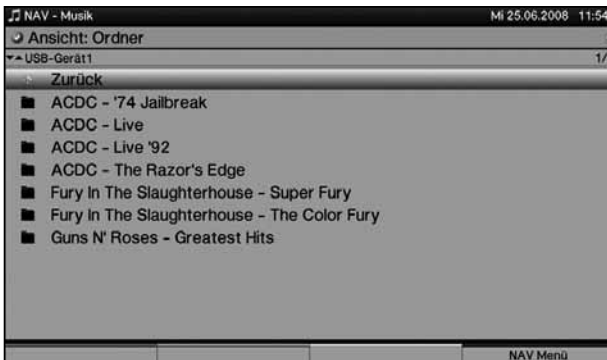 NAV - Musik Mi 25.06.2008 11:54
Ansicht: Ordner
USB-Gerät1 1/
Zurück
ACDC - '74 Jailbreak
ACDC - Live
ACDC - Live '92
ACDC - The Razor's Edge
Fury In The Slaughterhouse - Super Fury
Fury In The Slaughterhouse - The Color Fury
Guns N' Roses - Greatest Hits
NAV Menü